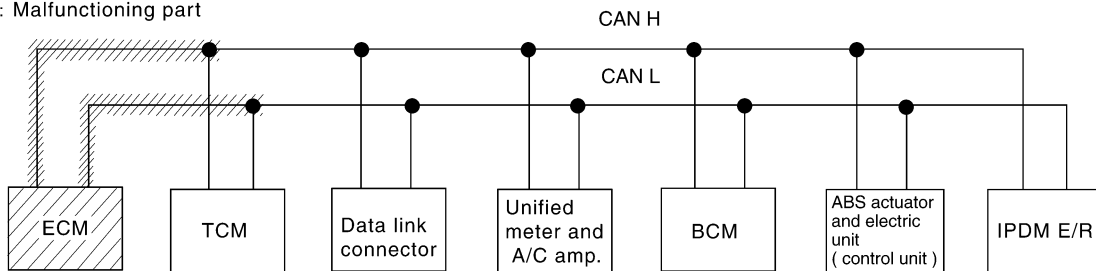 : Malfunctioning part
CAN H
CAN L
ECM
TCM
Data link
connector
Unified
meter and
A/C amp.
BCM
ABS actuator
and electric
unit
( control unit )
IPDM E/R